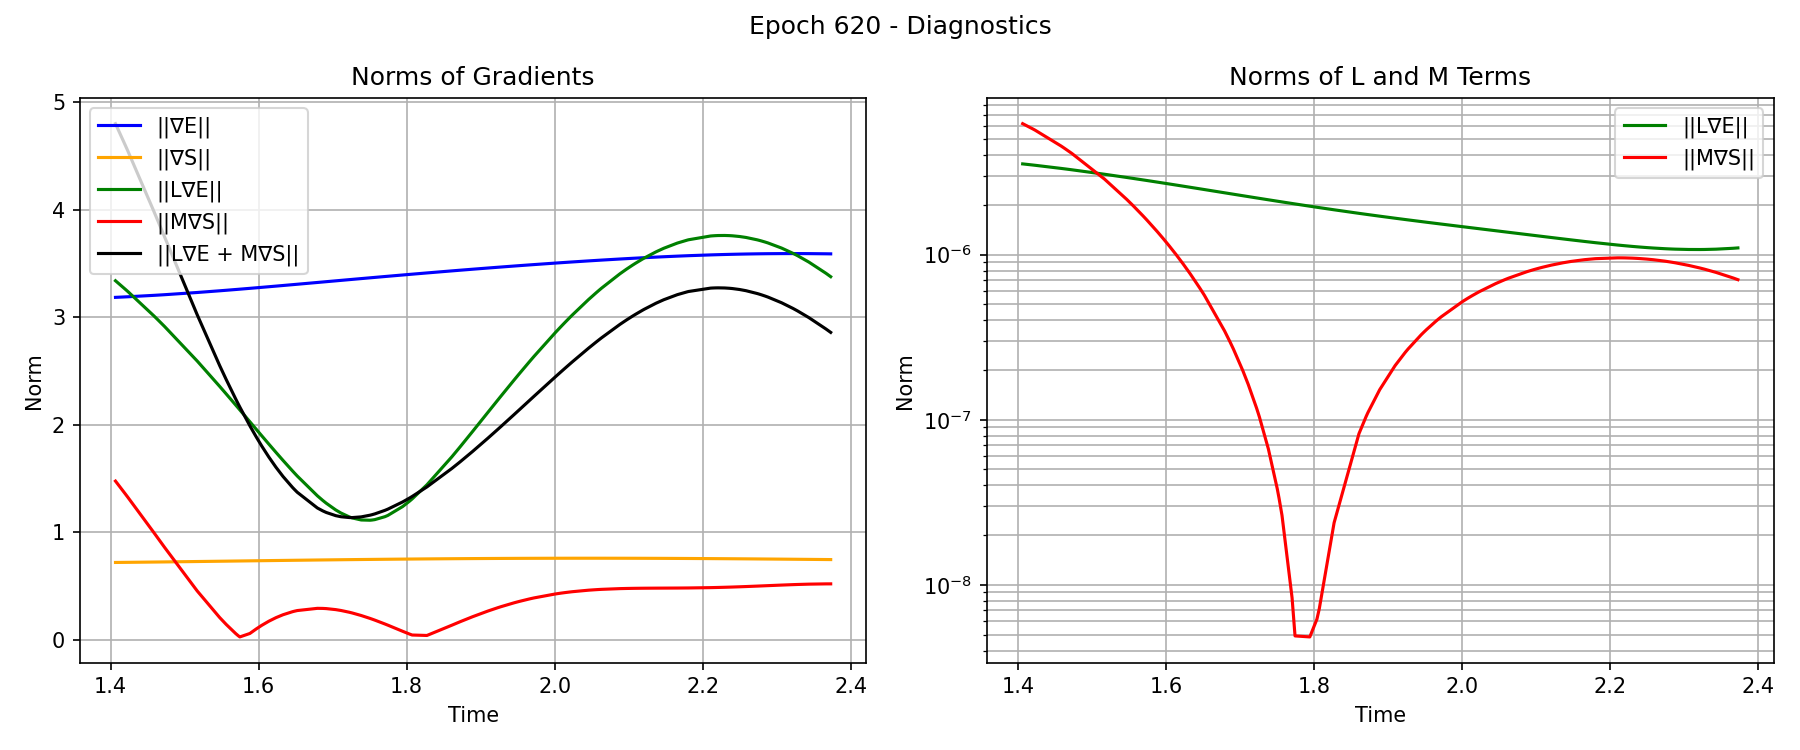 Epoch 620 - Diagnostics
Norms of Gradients
5
4
3
2
1
0
Norm
||∇E||
||∇S||
||L∇E||
||M∇S||
||L∇E + M∇S||
1.4 1.6 1.8 2.0 2.2 2.4
Time
Norms of L and M Terms
10⁻⁶
10⁻⁷
10⁻⁸
Norm
||L∇E||
||M∇S||
1.4 1.6 1.8 2.0 2.2 2.4
Time